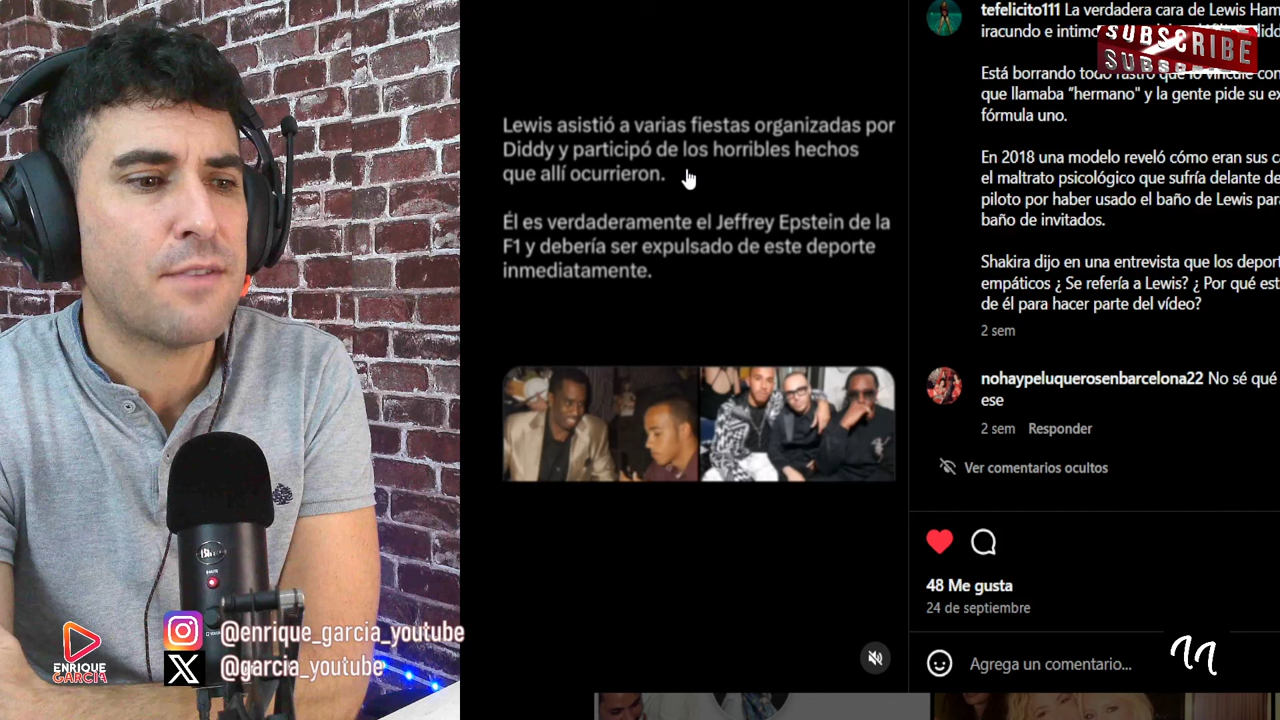 Lewis asistió a varias fiestas organizadas por
Diddy y participó de los horribles hechos
que allí ocurrieron.
Él es verdaderamente el Jeffrey Epstein de la
F1 y debería ser expulsado de este deporte
inmediatamente.
tefelicito111 La verdadera cara de Lewis Ham
iracundo e intimo
SUBSCRIBE
Está borrando todo rastro que lo vincule con
que llamaba "hermano" y la gente pide su ex
fórmula uno.
En 2018 una modelo reveló cómo eran sus c
el maltrato psicológico que sufría delante de
piloto por haber usado el baño de Lewis para
baño de invitados.
Shakira dijo en una entrevista que los deport
empáticos ¿ Se refería a Lewis? ¿ Por qué est
de él para hacer parte del vídeo?
2 sem
nohaypeluquerosenbarcelona22 No sé qué
ese
2 sem Responder
Ver comentarios ocultos
48 Me gusta
24 de septiembre
Agrega un comentario...
Blue
MUTE
ENRIQUE
GARCIA
@enrique_garcia_youtube
@garcia_youtube